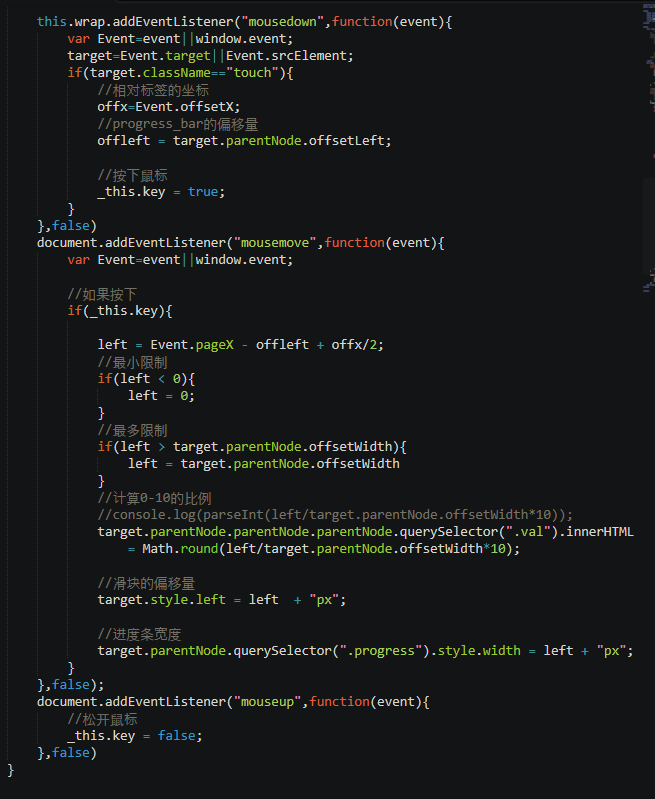 this.wrap.addEventListener("mousedown",function(event){
var Event=event||window.event;
target=Event.target||Event.srcElement;
if(target.className=="touch"){
//相对标签的坐标
offx=Event.offsetX;
//progress_bar的偏移量
offleft = target.parentNode.offsetLeft;
//按下鼠标
_this.key = true;
}
},false)
document.addEventListener("mousemove",function(event){
var Event=event||window.event;
//如果按下
if(_this.key){
left = Event.pageX - offleft + offx/2;
//最小限制
if(left < 0){
left = 0;
}
//最多限制
if(left > target.parentNode.offsetWidth){
left = target.parentNode.offsetWidth
}
//计算0-10的比例
//console.log(parseInt(left/target.parentNode.offsetWidth*10));
target.parentNode.parentNode.parentNode.querySelector(".val").innerHTML
= Math.round(left/target.parentNode.offsetWidth*10);
//滑块的偏移量
target.style.left = left  + "px";
//进度条宽度
target.parentNode.querySelector(".progress").style.width = left + "px";
}
},false);
document.addEventListener("mouseup",function(event){
//松开鼠标
_this.key = false;
},false)
}